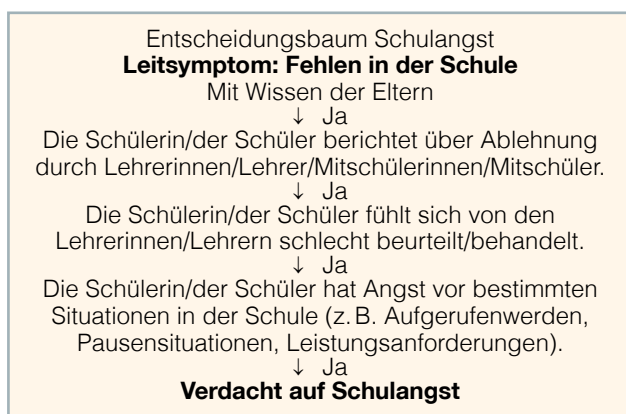 Entscheidungsbaum Schulangst
Leitsymptom: Fehlen in der Schule
Mit Wissen der Eltern
↓ Ja
Die Schülerin/der Schüler berichtet über Ablehnung
durch Lehrerinnen/Lehrer/Mitschülerinnen/Mitschüler.
↓ Ja
Die Schülerin/der Schüler fühlt sich von den
Lehrerinnen/Lehrern schlecht beurteilt/behandelt.
↓ Ja
Die Schülerin/der Schüler hat Angst vor bestimmten
Situationen in der Schule (z. B. Aufgerufenwerden,
Pausensituationen, Leistungsanforderungen).
↓ Ja
Verdacht auf Schulangst